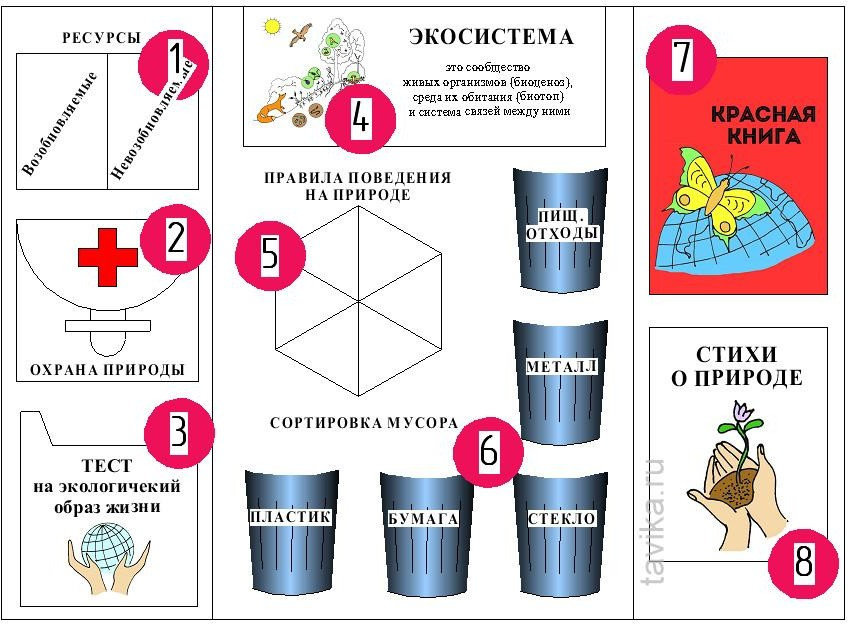 РЕСУРСЫ
1
Возобновляемые
Невозобновляемые
2
ОХРАНА ПРИРОДЫ
3
ТЕСТ
на экологичекий
образ жизни
4
ЭКОСИСТЕМА
это сообщество
живых организмов {биоценоз},
среда их обитания {биотоп}
и система связей между ними
ПРАВИЛА ПОВЕДЕНИЯ
НА ПРИРОДЕ
5
ПИЩ.
ОТХОДЫ
МЕТАЛЛ
СОРТИРОВКА МУСОРА
6
ПЛАСТИК
БУМАГА
СТЕКЛО
7
КРАСНАЯ
КНИГА
СТИХИ
О ПРИРОДЕ
8
tavika.ru